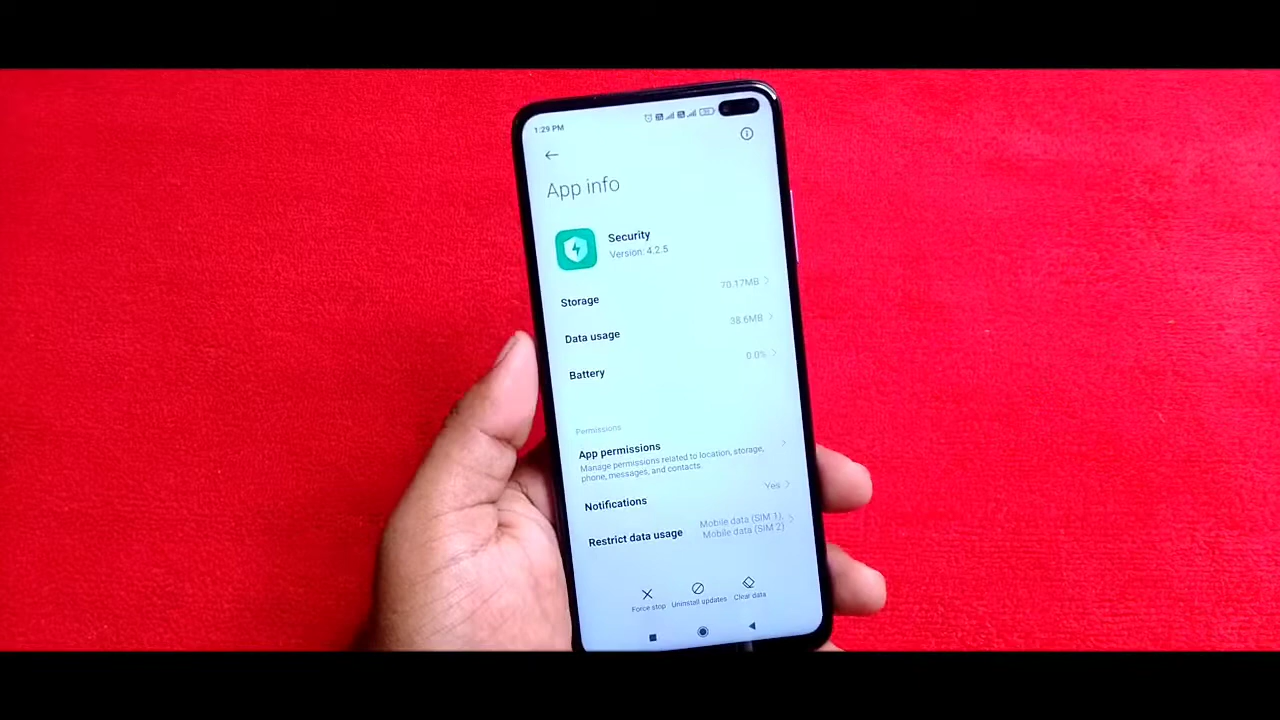 1:29 PM
App info
Security
Version: 4.2.5
Storage 70.17MB
Data usage 38.6MB
Battery 0.0%
Permissions
App permissions
Manage permissions related to location, storage,
phone, messages, and contacts.
Notifications Yes
Restrict data usage Mobile data (SIM 1),
Mobile data (SIM 2)
Force stop Uninstall updates Clear data